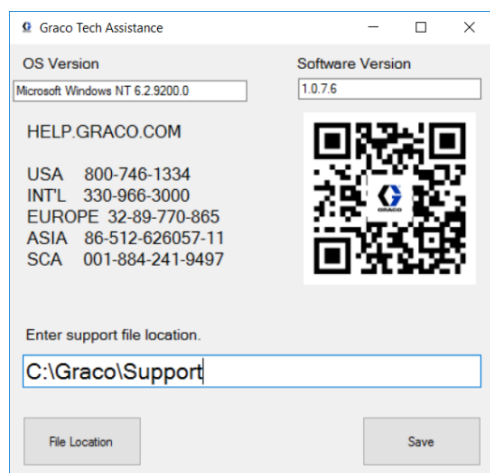 Graco Tech Assistance
OS Version
Software Version
Microsoft Windows NT 6.2.9200.0
1.0.7.6
HELP.GRACO.COM
USA 800-746-1334
INT'L 330-966-3000
EUROPE 32-89-770-865
ASIA 86-512-626057-11
SCA 001-884-241-9497
GRACO
Enter support file location.
C:\Graco\Support
File Location
Save